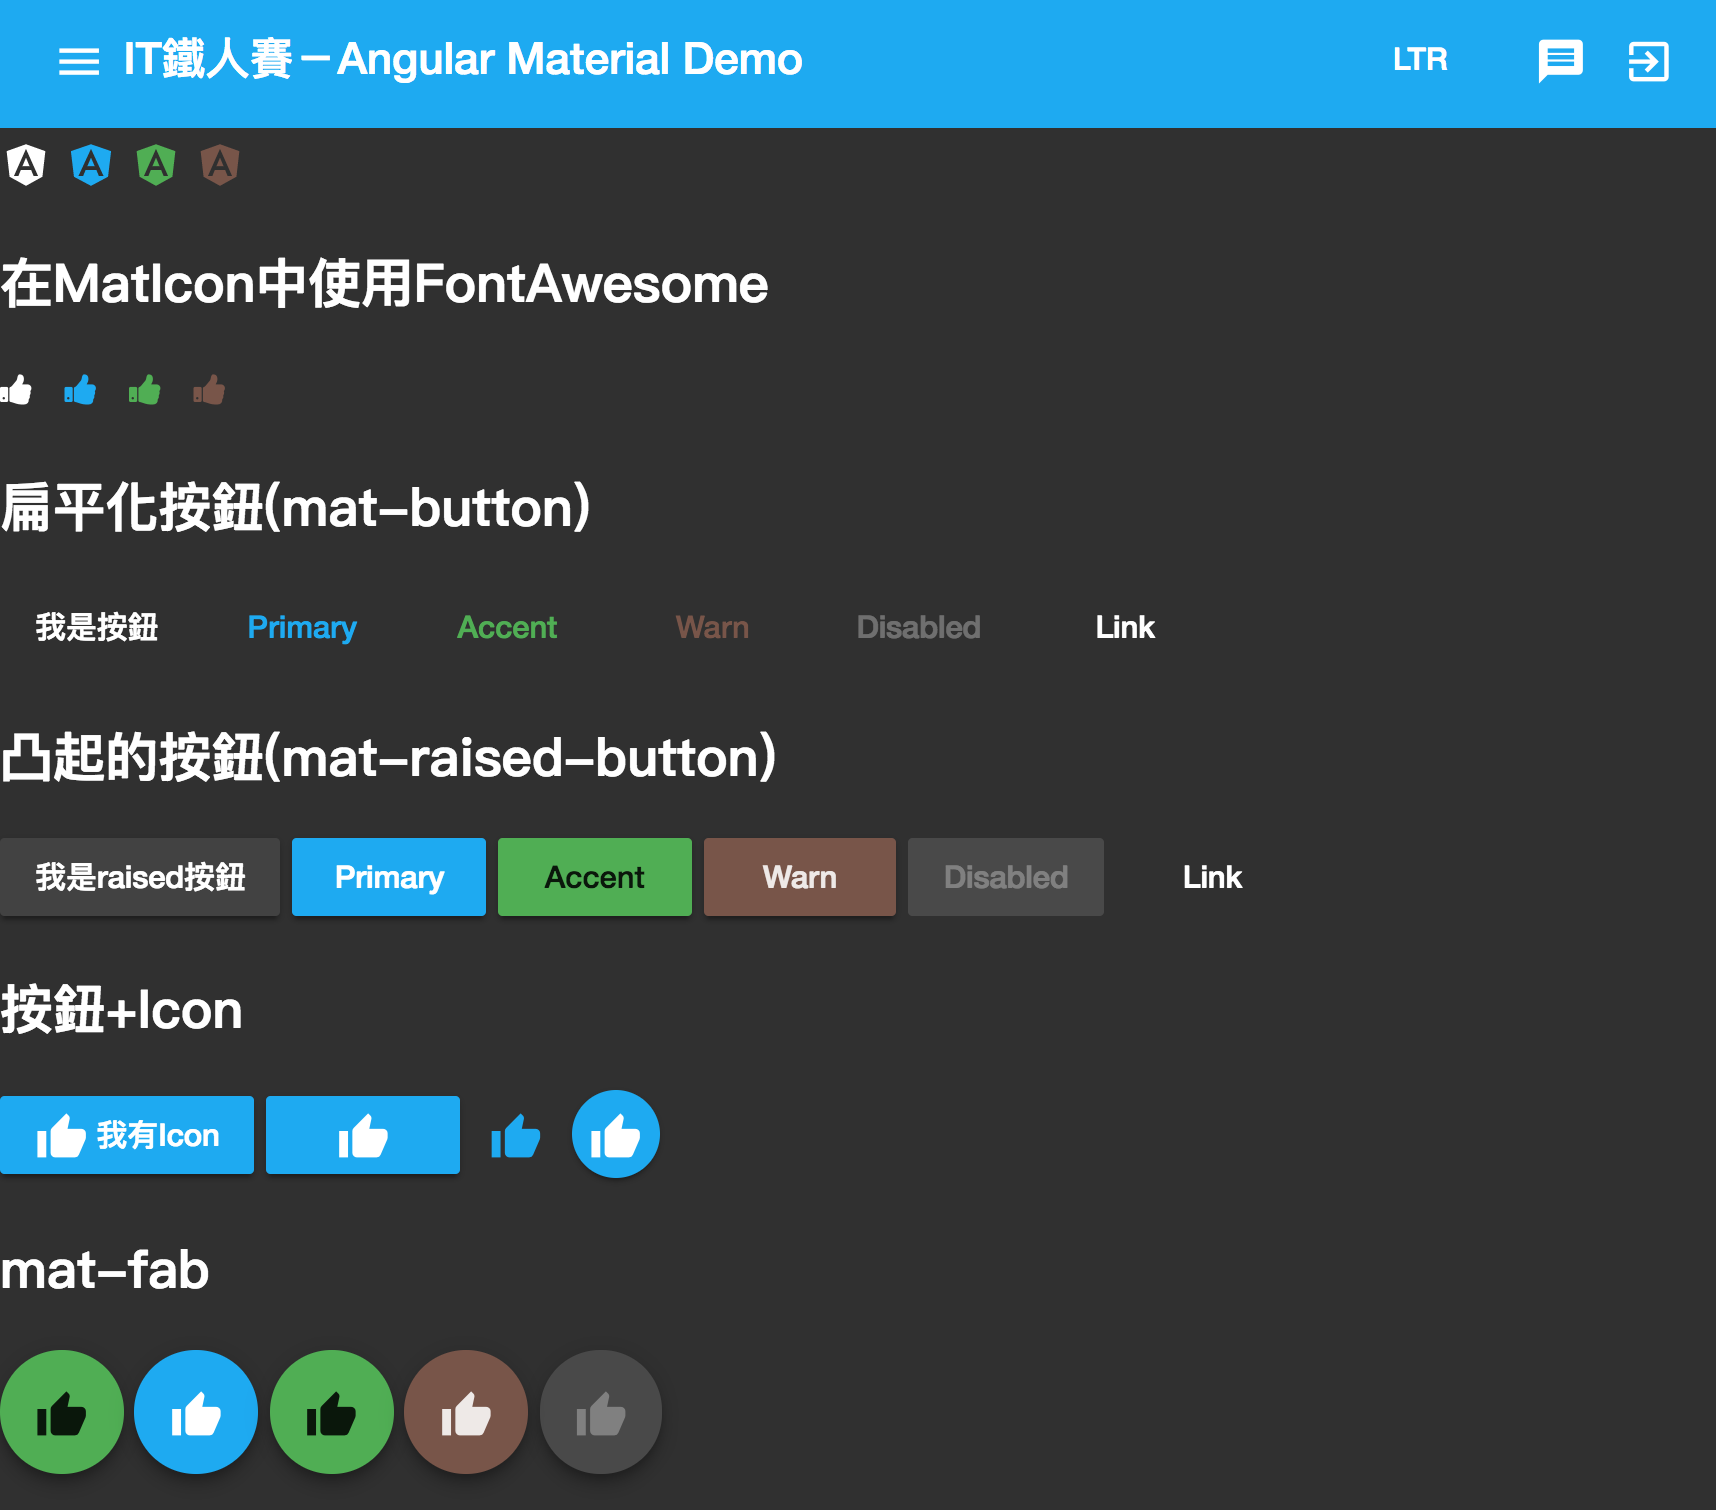 IT鐵人賽－Angular Material Demo LTR
在MatIcon中使用FontAwesome
扁平化按鈕(mat-button)
我是按鈕 Primary Accent Warn Disabled Link
凸起的按鈕(mat-raised-button)
我是raised按鈕 Primary Accent Warn Disabled Link
按鈕+Icon
我有Icon
mat-fab